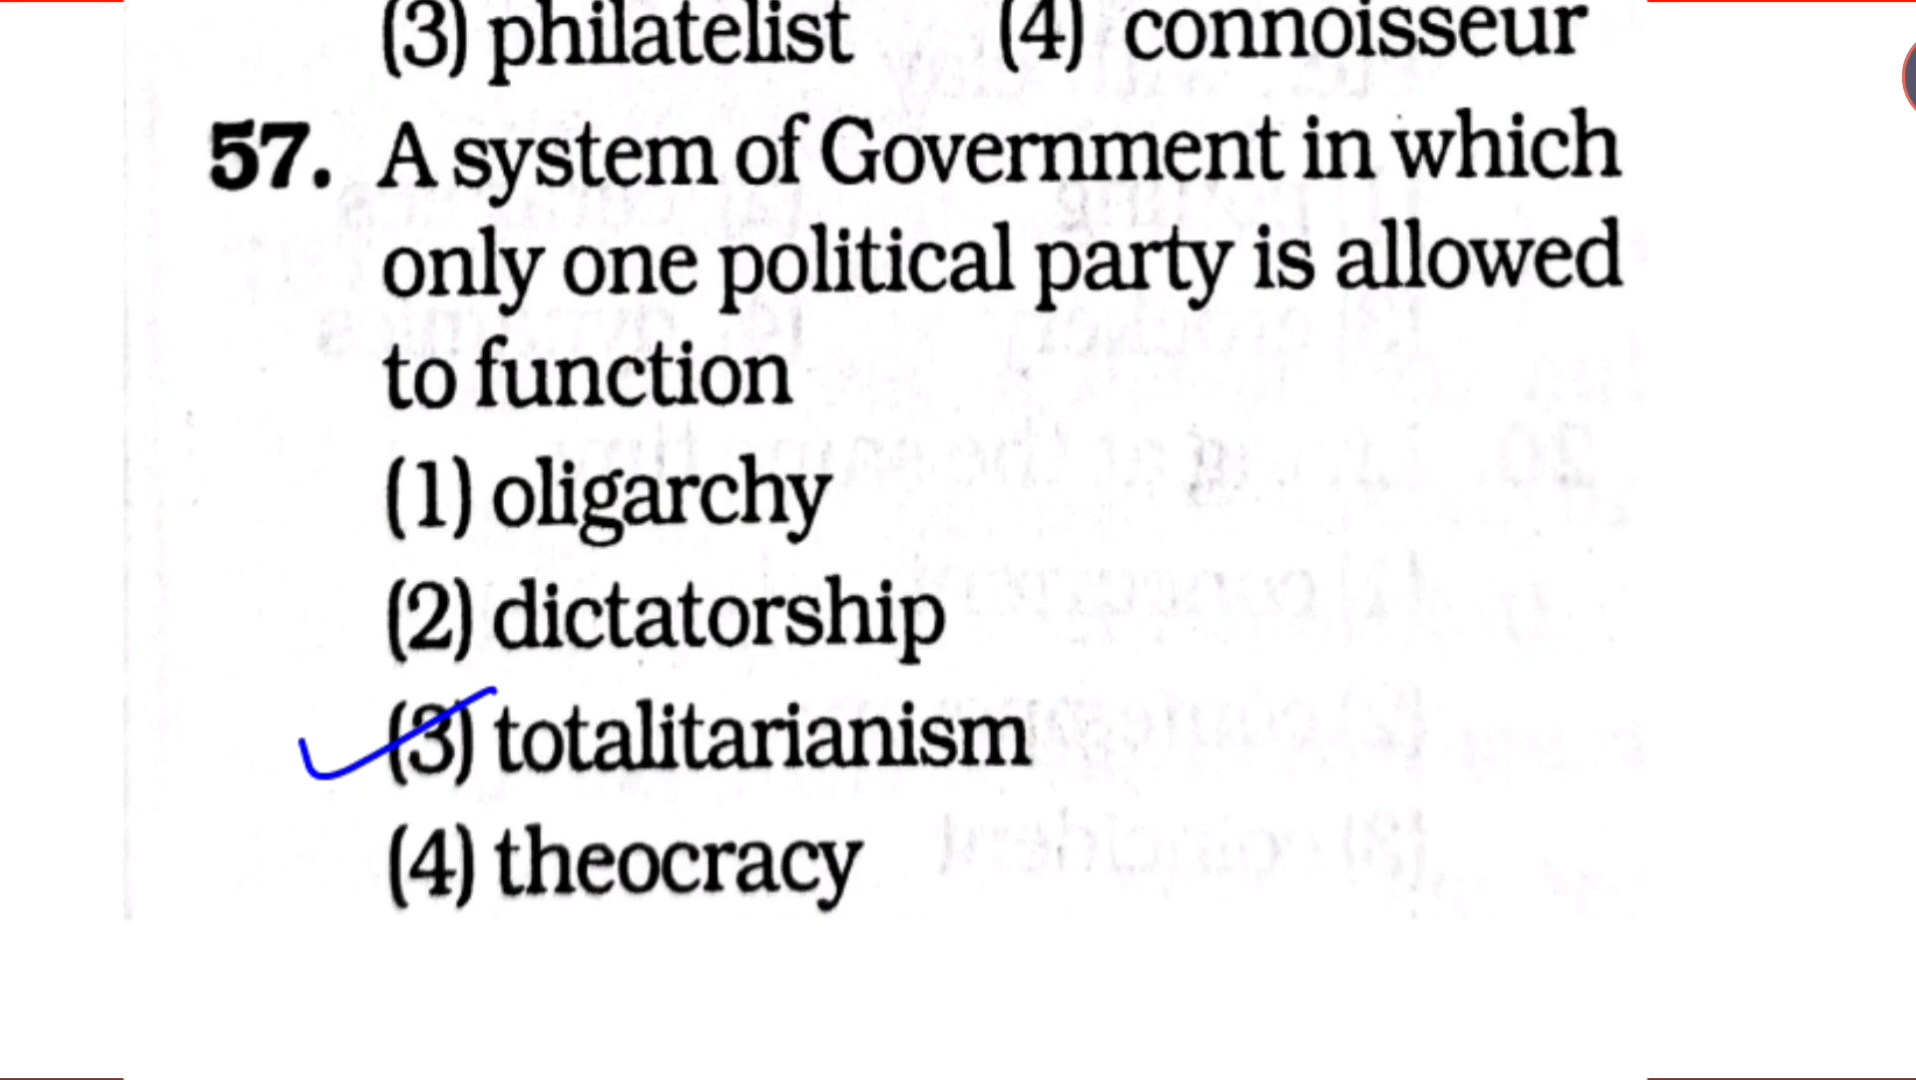 (3) philatelist (4) connoisseur
57. A system of Government in which
only one political party is allowed
to function
(1) oligarchy
(2) dictatorship
(3) totalitarianism
(4) theocracy